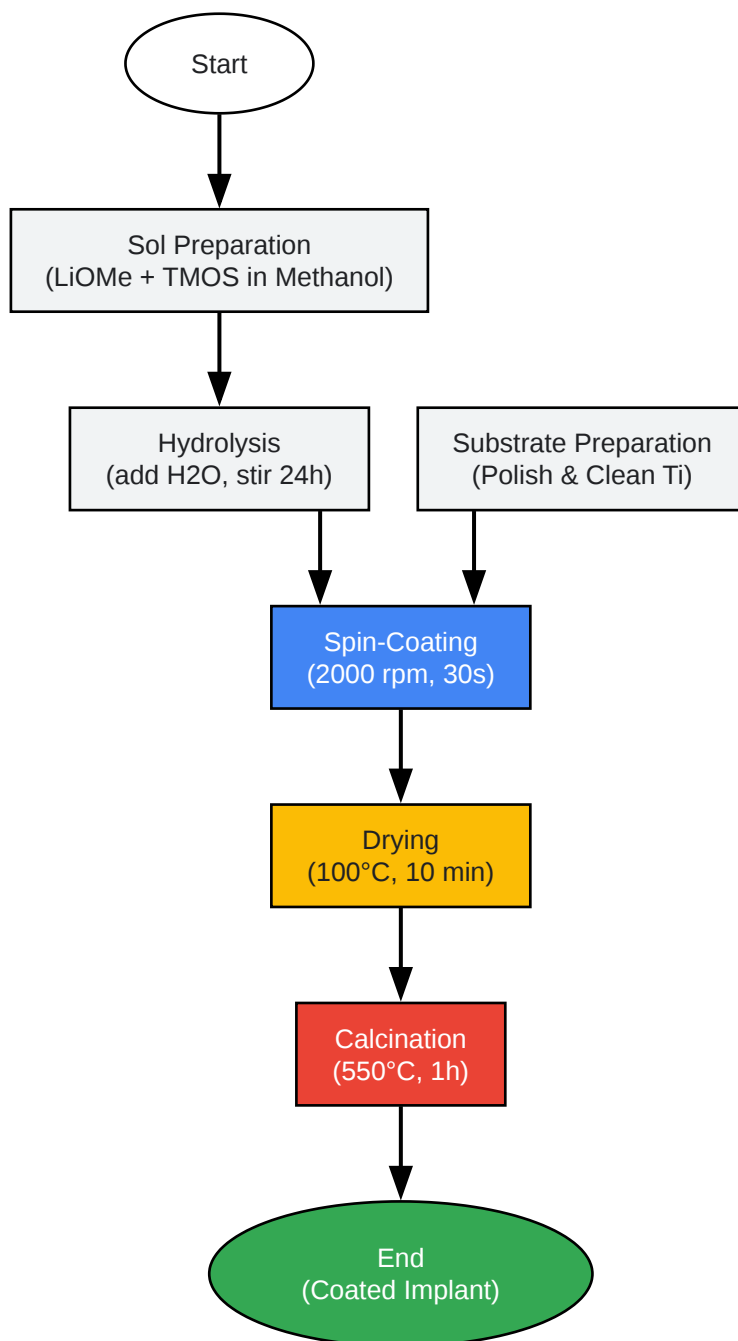 Start
Sol Preparation
(LiOMe + TMOS in Methanol)
Hydrolysis
(add H2O, stir 24h)
Substrate Preparation
(Polish & Clean Ti)
Spin-Coating
(2000 rpm, 30s)
Drying
(100°C, 10 min)
Calcination
(550°C, 1h)
End
(Coated Implant)